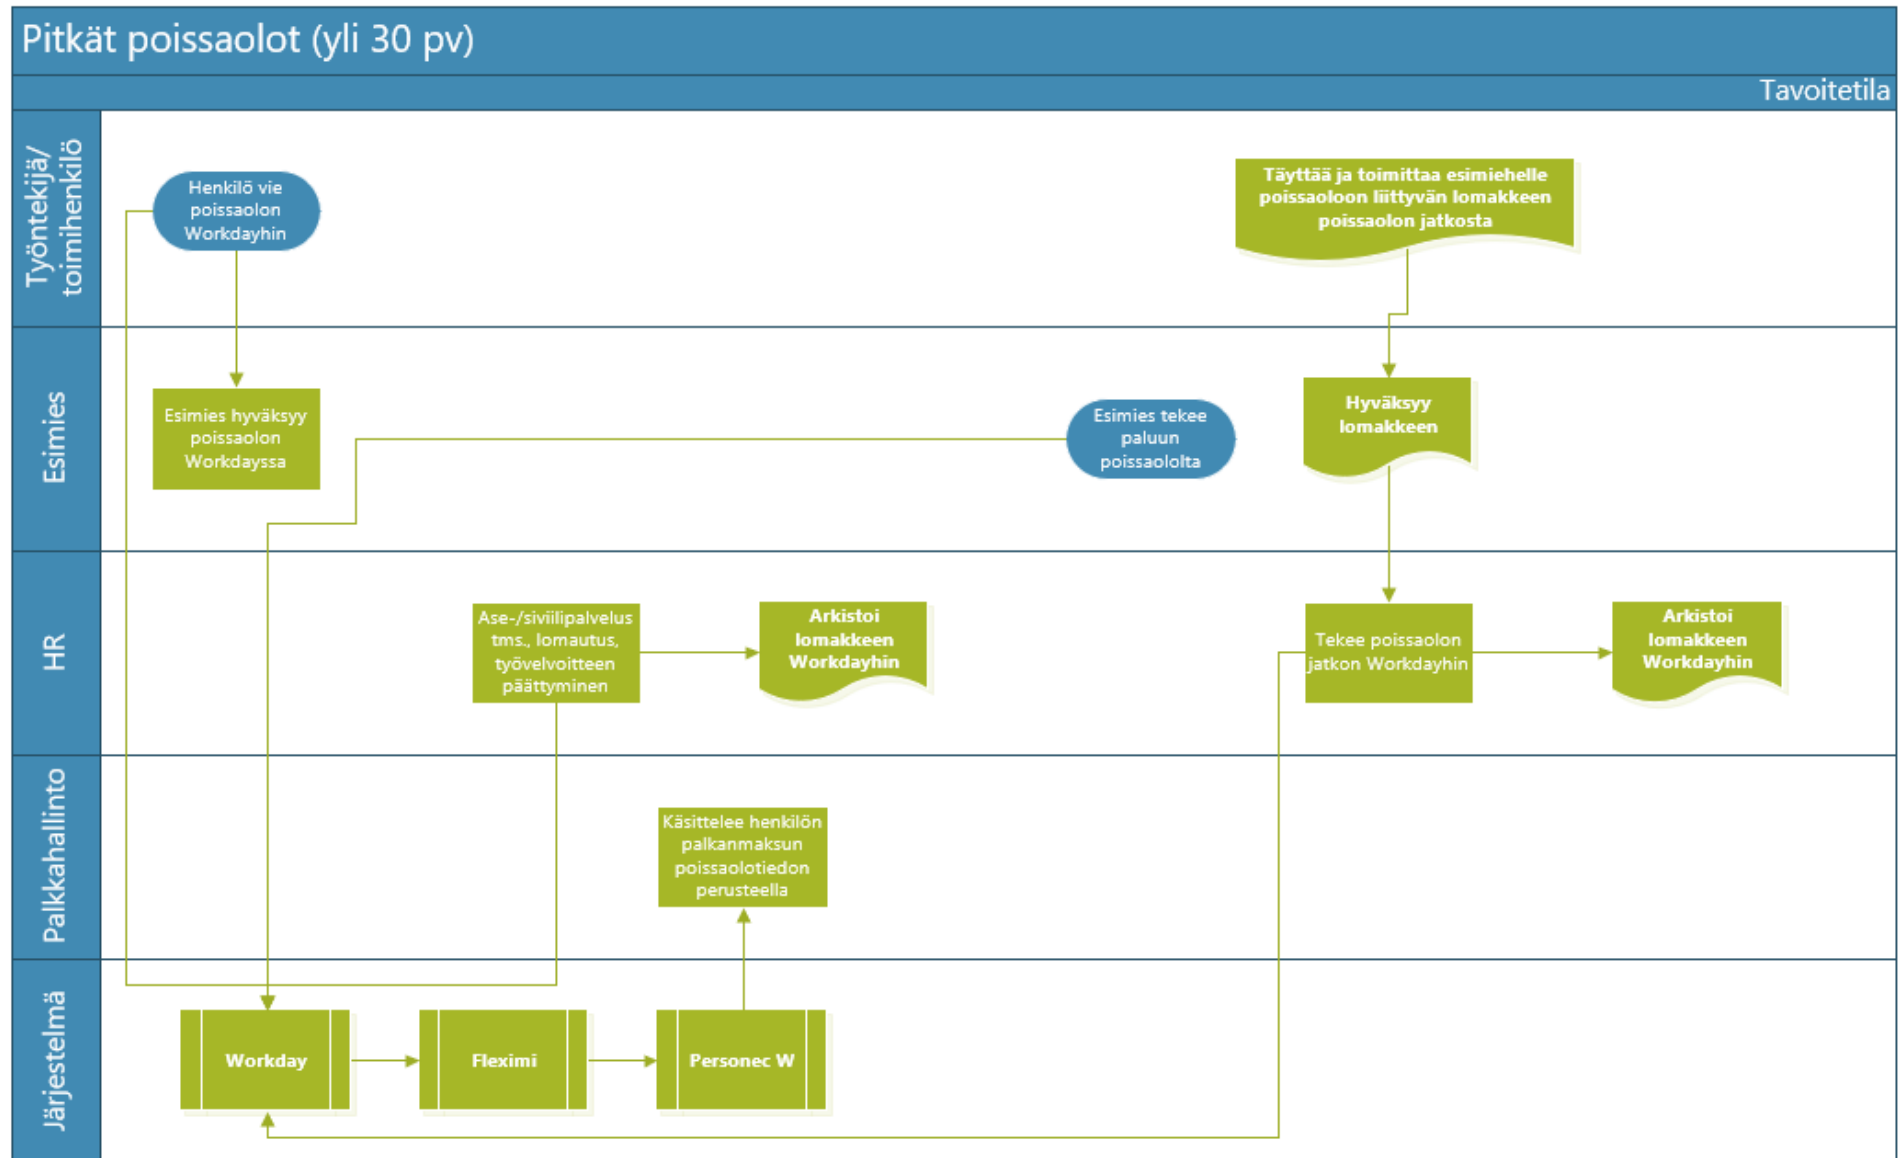 Pitkät poissaolot (yli 30 pv)
Tavoitetila
Työntekijä/
toimihenkilö
Henkilö vie
poissaolon
Workdayhin
Täyttää ja toimittaa esimiehelle
poissaoloon liittyvän lomakkeen
poissaolon jatkosta
Esimies
Esimies hyväksyy
poissaolon
Workdayssa
Esimies tekee
paluun
poissaololta
Hyväksyy
lomakkeen
HR
Ase-/siviilipalvelus
tms., lomautus,
työvelvoitteen
päättyminen
Arkistoi
lomakkeen
Workdayhin
Tekee poissaolon
jatkon Workdayhin
Arkistoi
lomakkeen
Workdayhin
Palkkahallinto
Käsittelee henkilön
palkanmaksun
poissaolotiedon
perusteella
Järjestelmä
Workday
Fleximi
Personec W